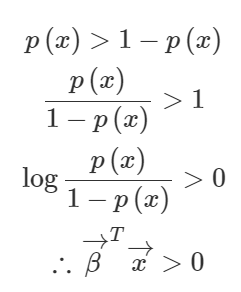 p(x) > 1 − p(x)
p(x) / (1 − p(x)) > 1
log p(x) / (1 − p(x)) > 0
∴ β⃗ᵀ x⃗ > 0